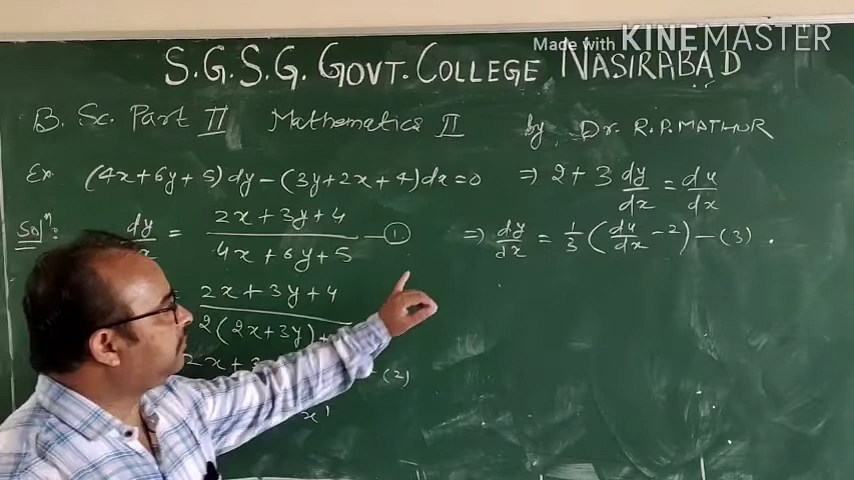 Made with KINEMASTER
S.G.S.G. GOVT. COLLEGE NASIRABAD
B. Sc. Part II Mathematics II by Dr. R.P. MATHUR
Ex (4x+6y+5)dy-(3y+2x+4)dx=0
Solⁿ: dy/dx = (2x+3y+4)/(4x+6y+5) — (1)
(2x+3y+4)/(2(2x+3y)+
(2)
⇒ 2+3 dy/dx = du/dx
⇒ dy/dx = 1/3 (du/dx -2) — (3).